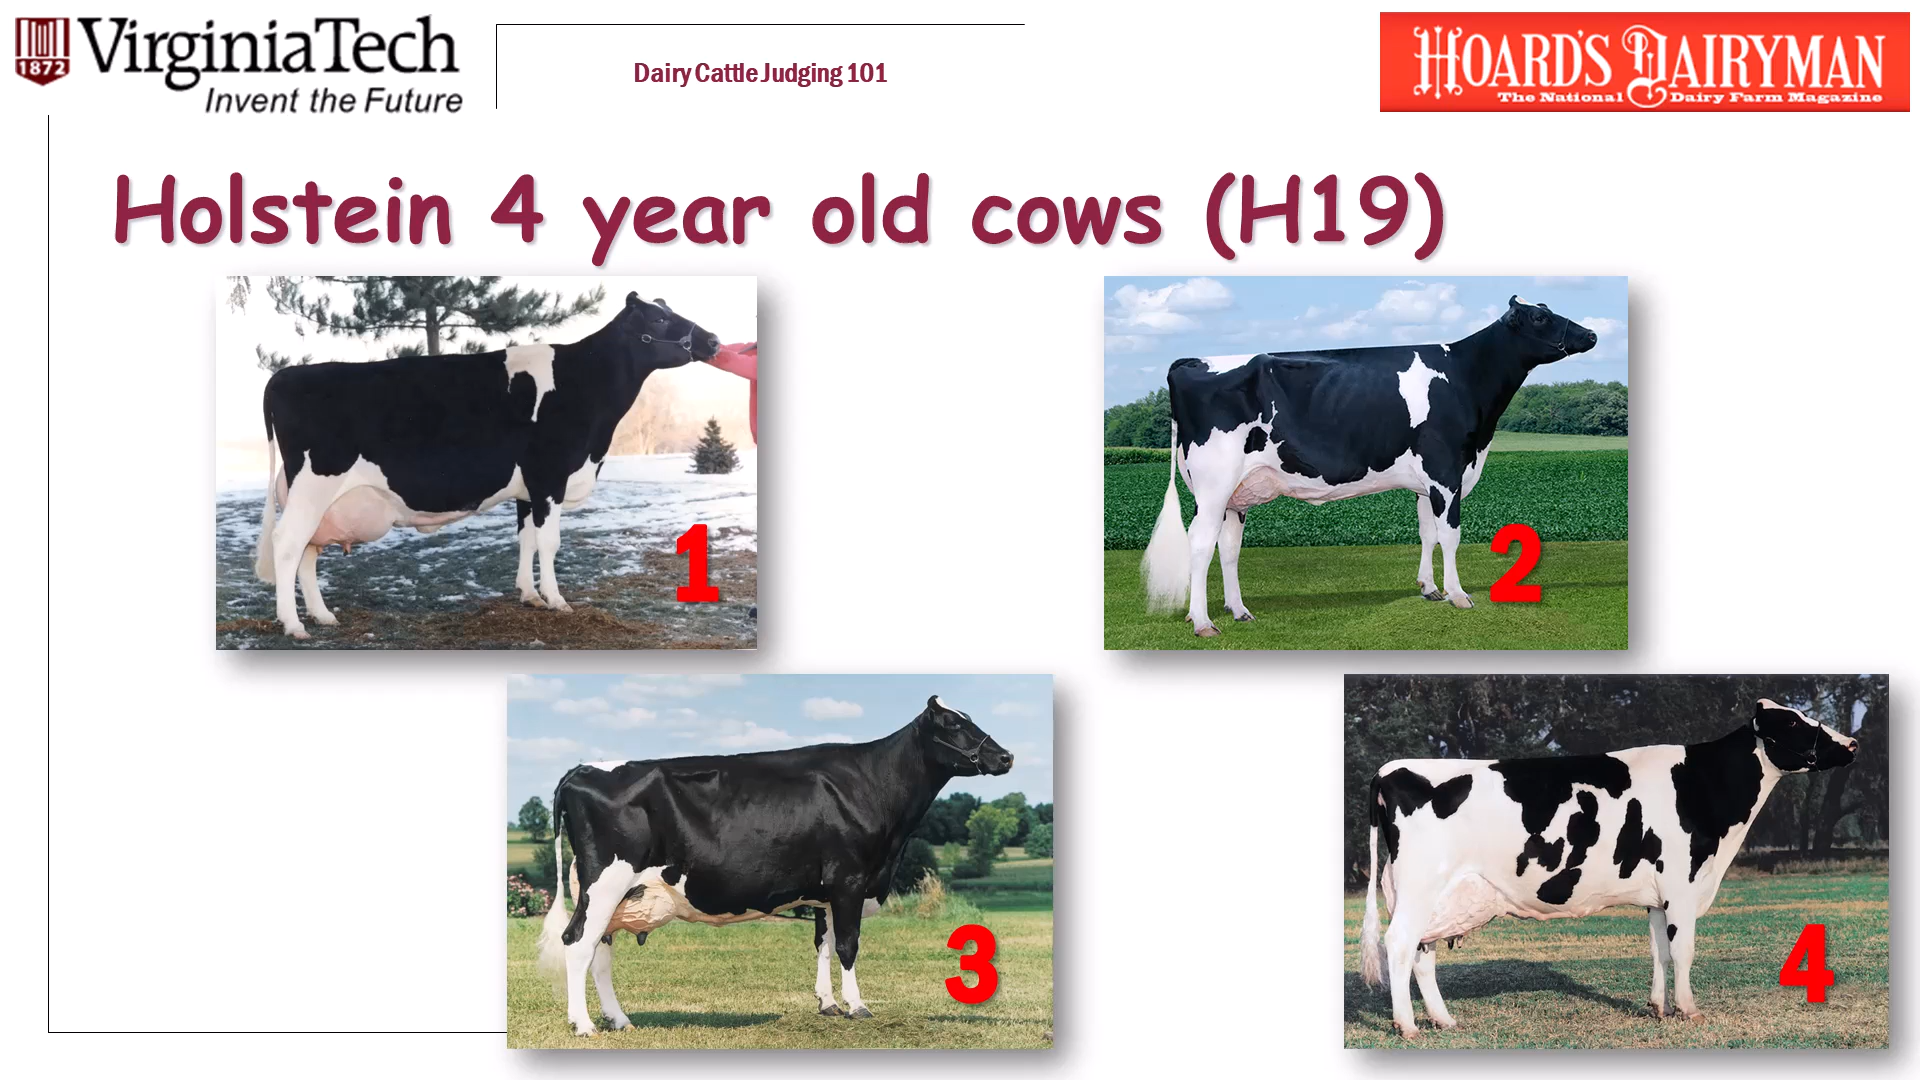 VirginiaTech
1872
Invent the Future
Dairy Cattle Judging 101
HOARD'S DAIRYMAN
The National Dairy Farm Magazine
Holstein 4 year old cows (H19)
1
2
3
4